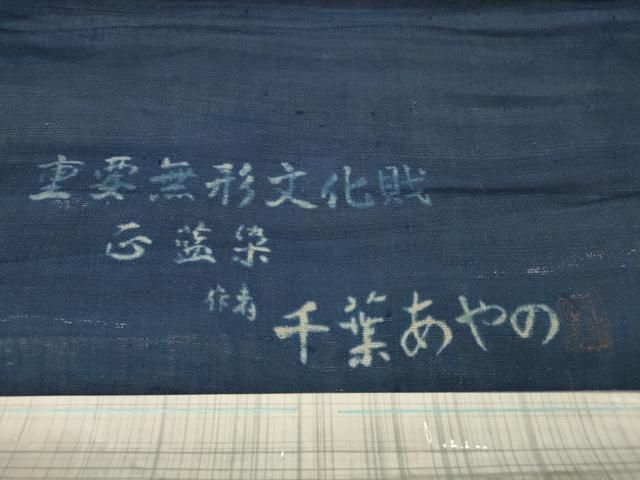 重要無形文化財
正藍染
作者 千葉あやの